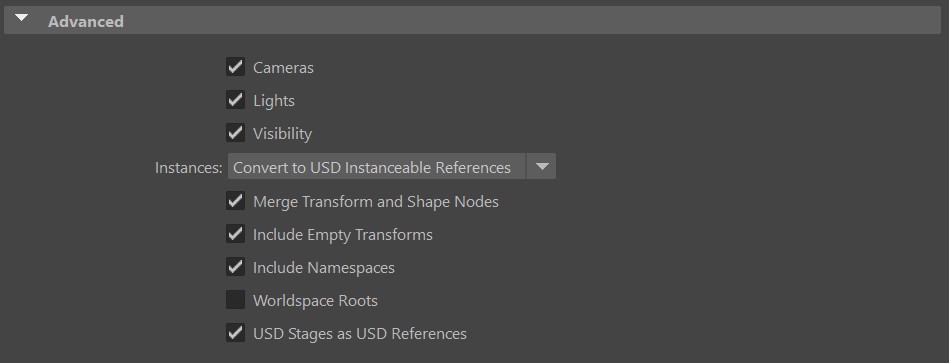 Advanced
Cameras
Lights
Visibility
Instances: Convert to USD Instanceable References
Merge Transform and Shape Nodes
Include Empty Transforms
Include Namespaces
Worldspace Roots
USD Stages as USD References